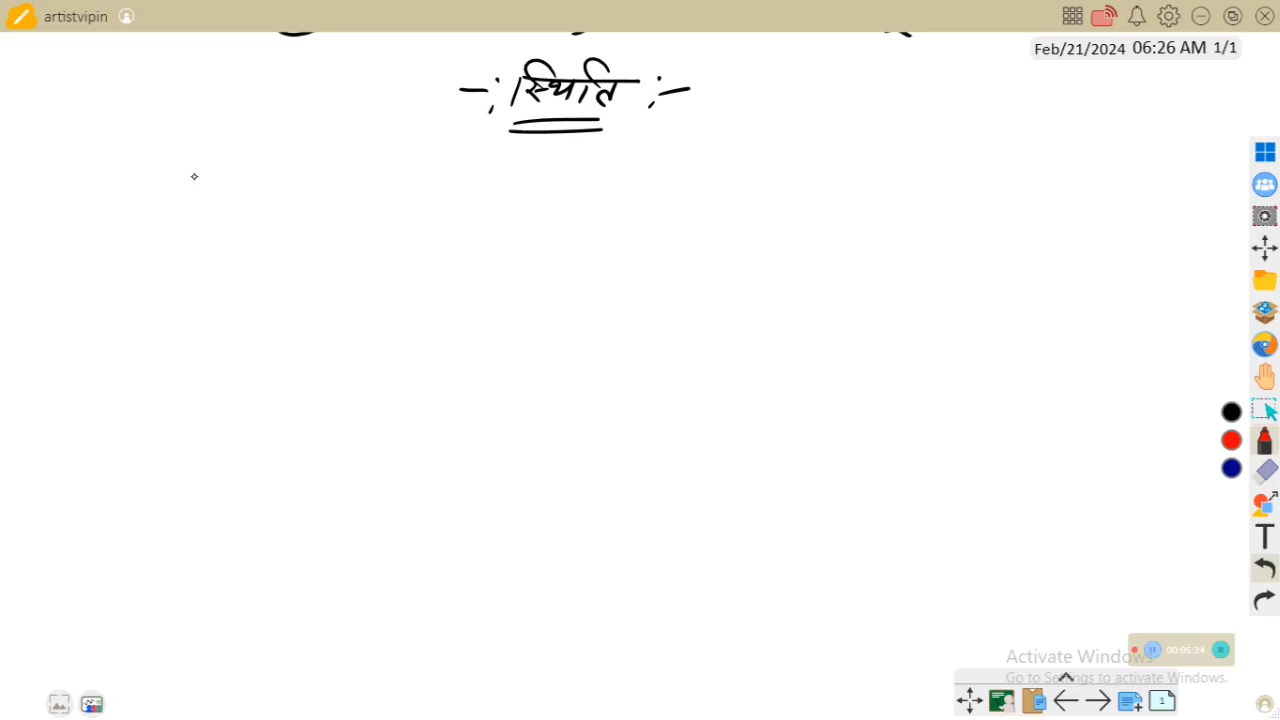 artistvipin
Feb/21/2024 06:26 AM 1/1
-: स्थिति :-
T
Activate Windows
00:05:24
Go to Settings to activate Windows.
1